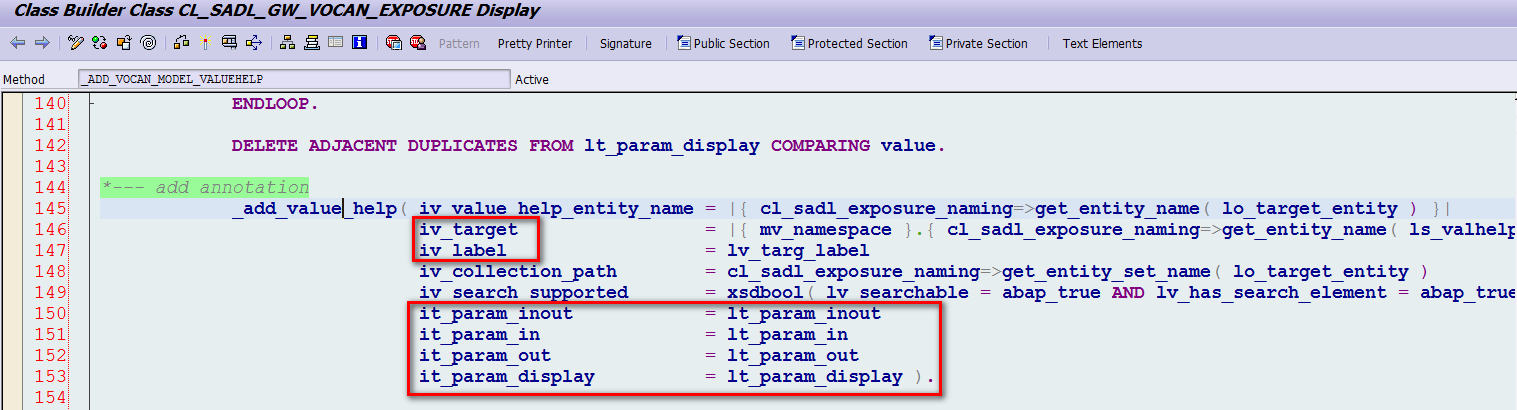 Class Builder Class CL_SADL_GW_VOCAN_EXPOSURE Display
Pattern Pretty Printer Signature Public Section Protected Section Private Section Text Elements
Method _ADD_VOCAN_MODEL_VALUEHELP Active
140 ENDLOOP.
141
142 DELETE ADJACENT DUPLICATES FROM lt_param_display COMPARING value.
143
144 *--- add annotation
145 _add_value_help( iv_value_help_entity_name = |{ cl_sadl_exposure_naming=>get_entity_name( lo_target_entity ) }|
146 iv_target = |{ mv_namespace }.{ cl_sadl_exposure_naming=>get_entity_name( ls_valhelp
147 iv_label = lv_targ_label
148 iv_collection_path = cl_sadl_exposure_naming=>get_entity_set_name( lo_target_entity )
149 iv_search_supported = xsdbool( lv_searchable = abap_true AND lv_has_search_element = abap_true
150 it_param_inout = lt_param_inout
151 it_param_in = lt_param_in
152 it_param_out = lt_param_out
153 it_param_display = lt_param_display ).
154